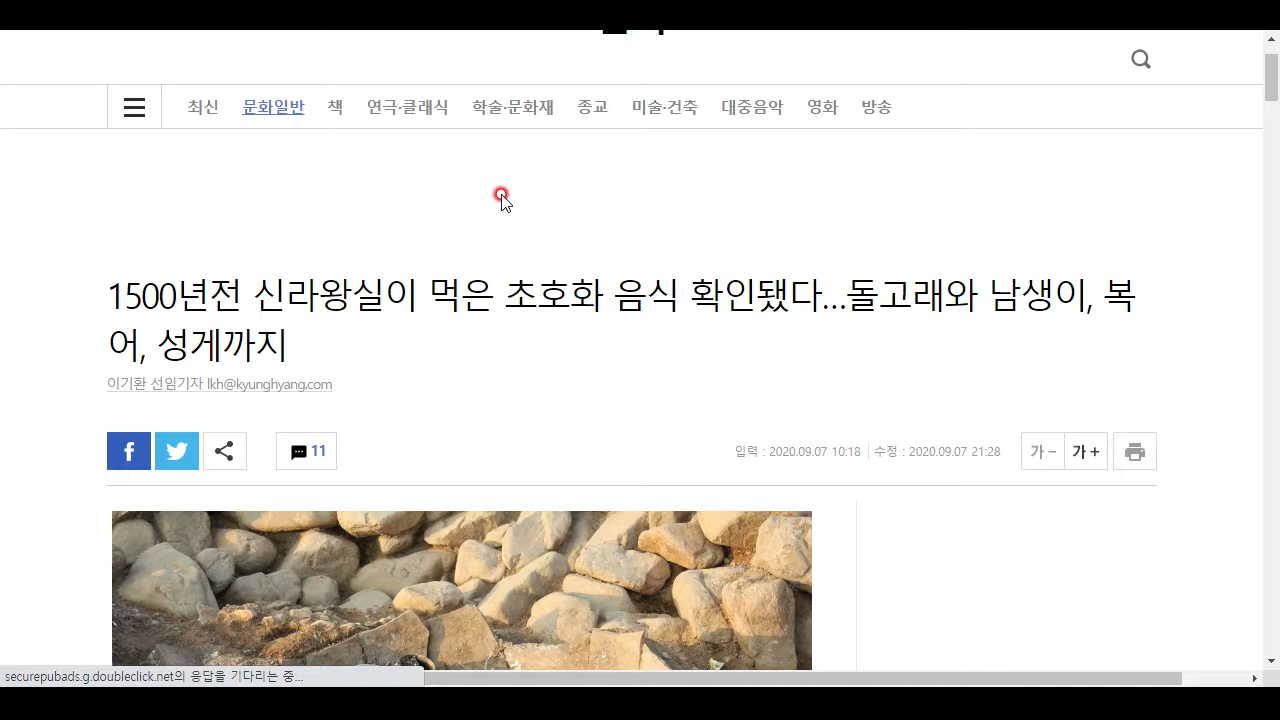 최신 문화일반 책 연극·클래식 학술·문화재 종교 미술·건축 대중음악 영화 방송
1500년전 신라왕실이 먹은 초호화 음식 확인됐다...돌고래와 남생이, 복
어, 성게까지
이기환 선임기자 lkh@kyunghyang.com
f 11 입력 : 2020.09.07 10:18 수정 : 2020.09.07 21:28 가 - 가 +
securepubads.g.doubleclick.net의 응답을 기다리는 중...